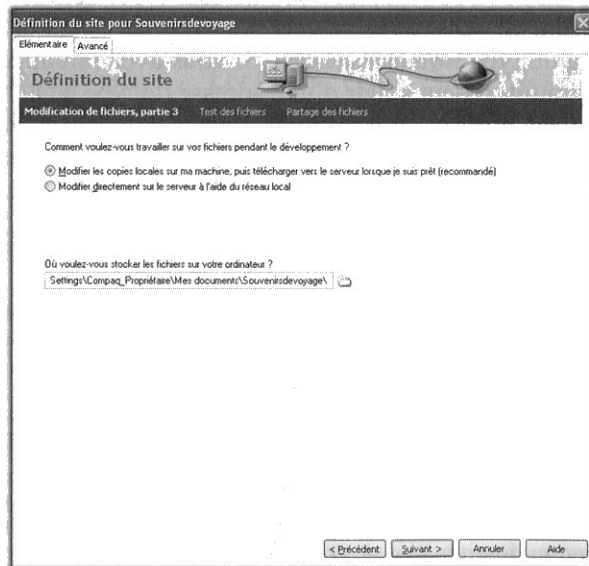 Définition du site pour Souvenirsdevoyage
Elémentaire Avancé
Définition du site
Modification de fichiers, partie 3 Test des fichiers Partage des fichiers
Comment voulez-vous travailler sur vos fichiers pendant le développement ?
Modifier les copies locales sur ma machine, puis télécharger vers le serveur lorsque je suis prêt (recommandé)
Modifier directement sur le serveur à l'aide du réseau local
Où voulez-vous stocker les fichiers sur votre ordinateur ?
Settings\Compaq_Propriétaire\Mes documents\Souvenirsdevoyage\
< Précédent Suivant > Annuler Aide